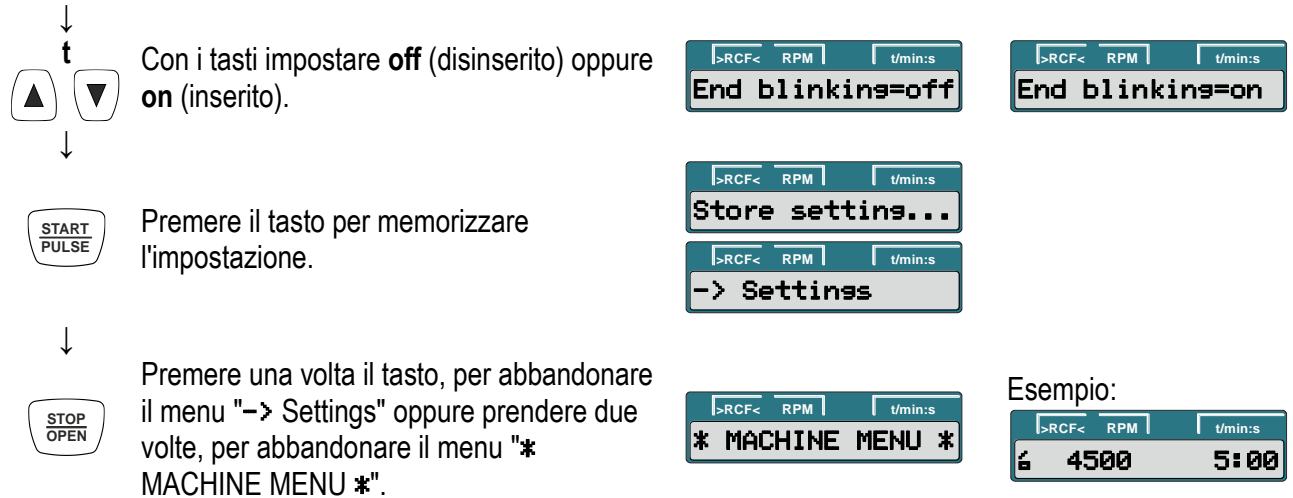 ↓
t
▲ ▼
Con i tasti impostare off (disinserito) oppure
on (inserito).
>RCF< RPM t/min:s
End blinking=off
>RCF< RPM t/min:s
End blinking=on
↓
START
PULSE
Premere il tasto per memorizzare
l'impostazione.
>RCF< RPM t/min:s
Store setting...
>RCF< RPM t/min:s
-> Settings
↓
STOP
OPEN
Premere una volta il tasto, per abbandonare
il menu "-> Settings" oppure prendere due
volte, per abbandonare il menu "*
MACHINE MENU *".
>RCF< RPM t/min:s
* MACHINE MENU *
Esempio:
>RCF< RPM t/min:s
4500 5:00